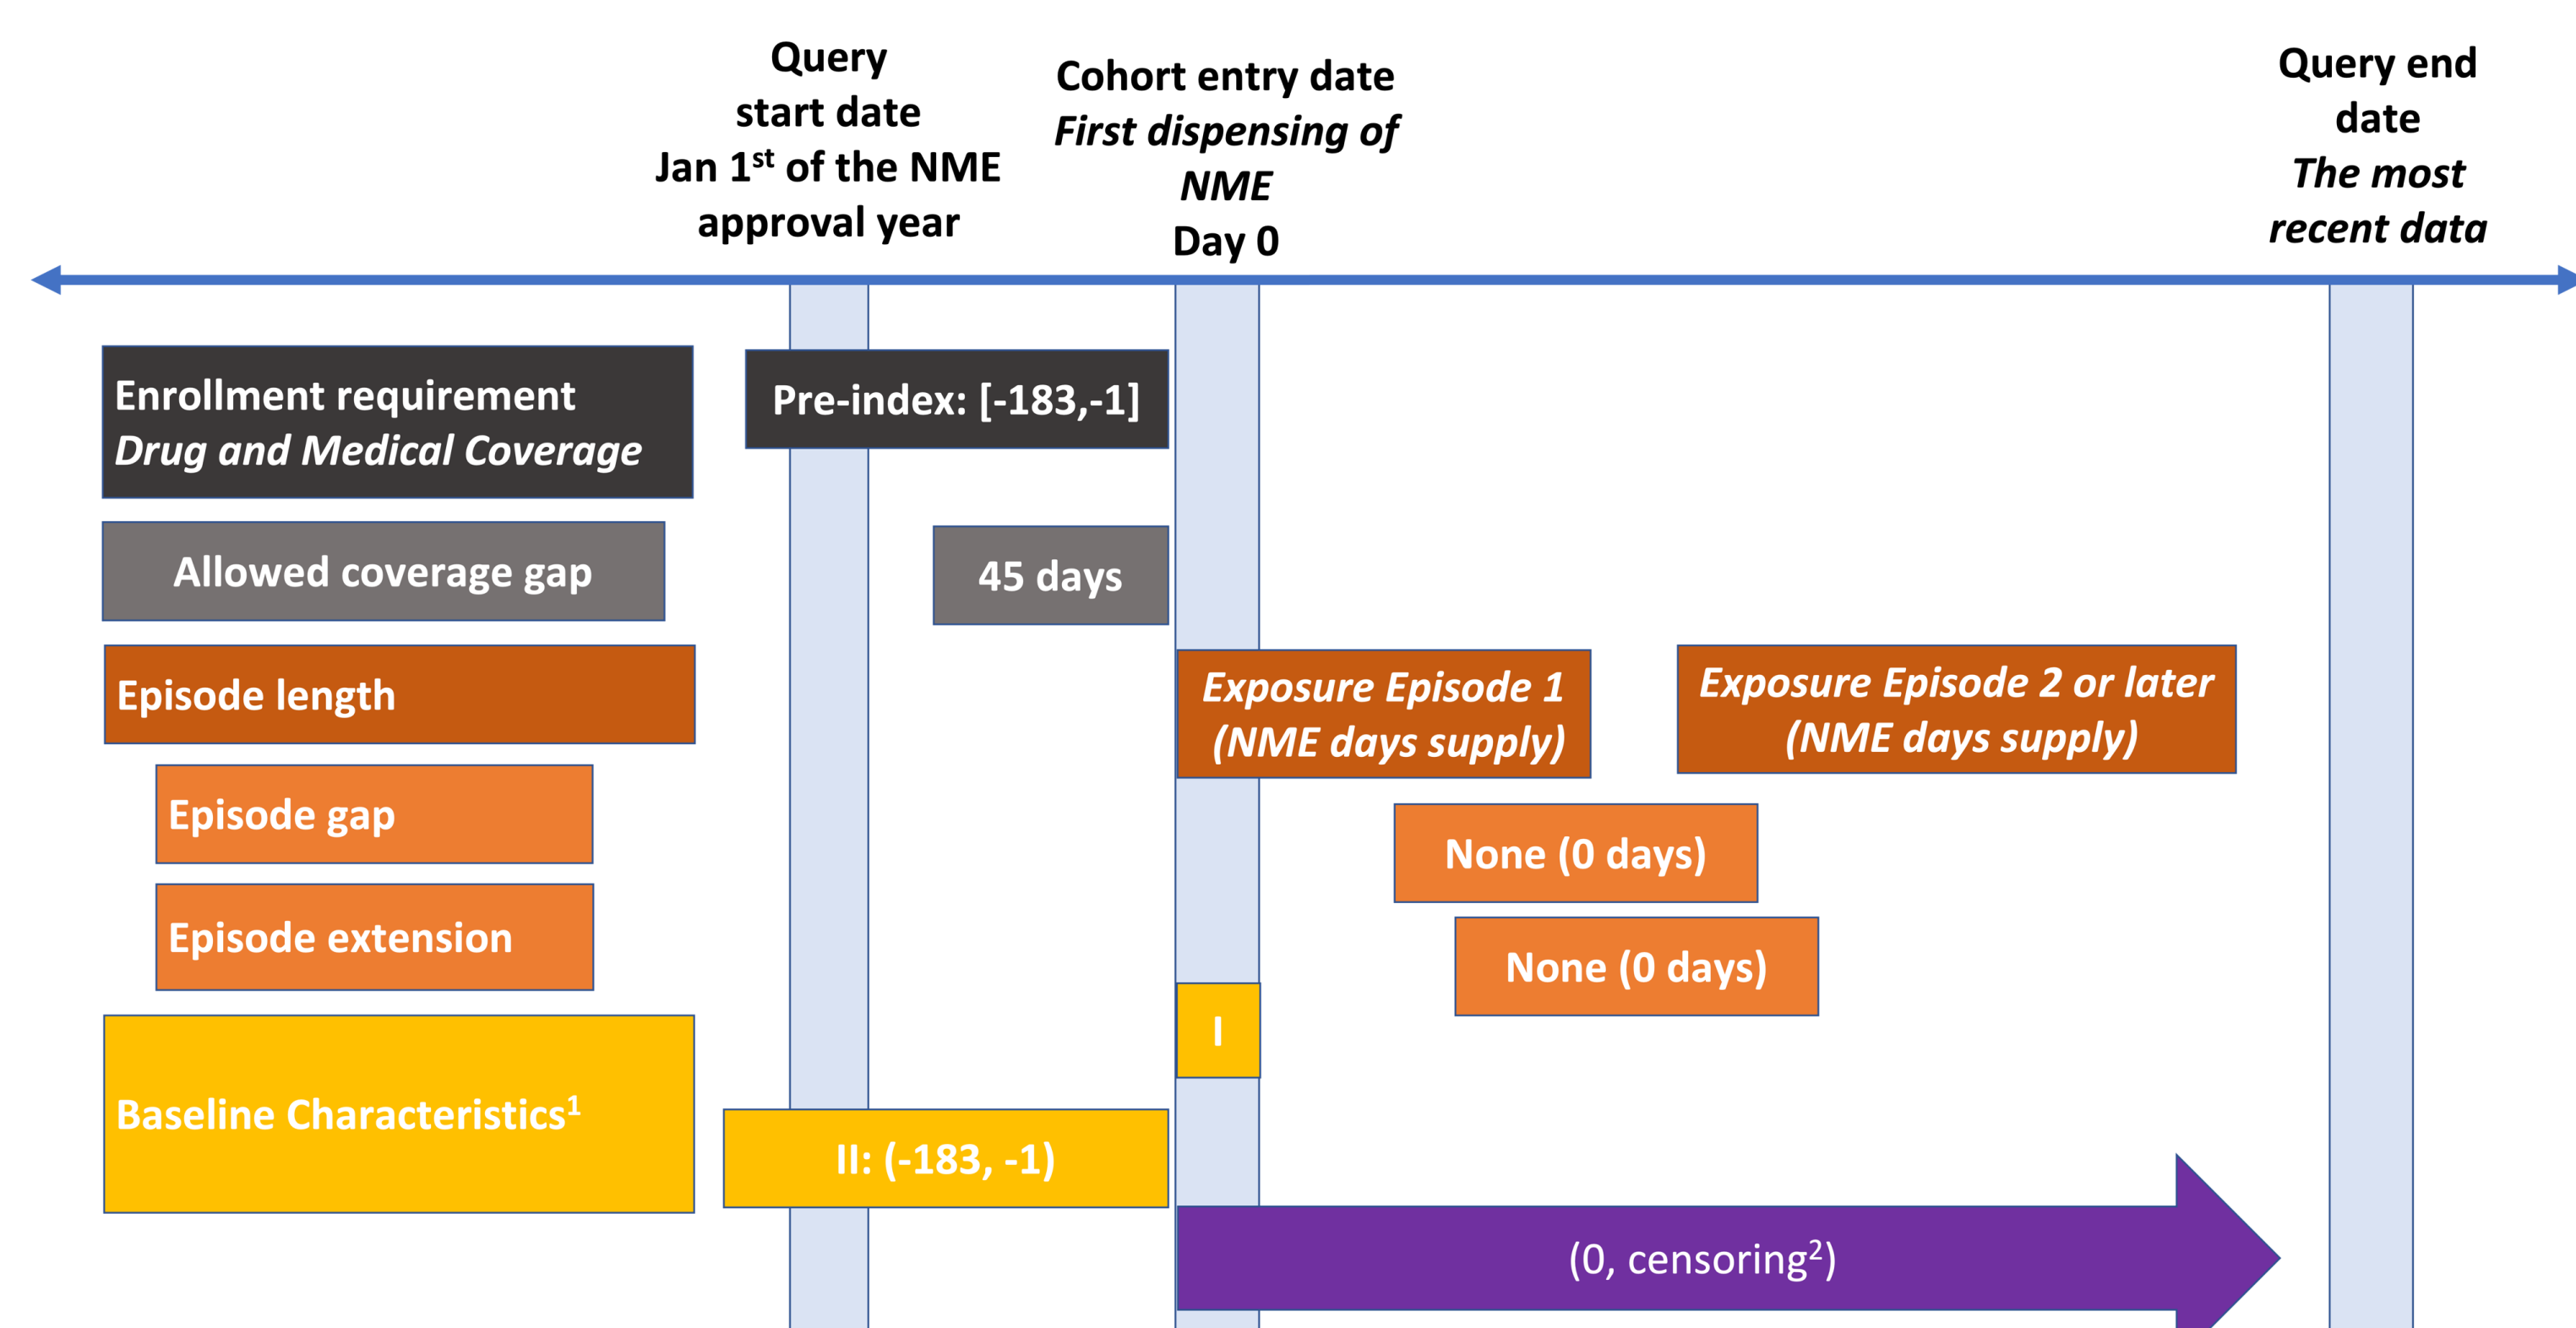 Query
start date
Jan 1st of the NME
approval year
Cohort entry date
First dispensing of
NME
Day 0
Query end
date
The most
recent data
Enrollment requirement
Drug and Medical Coverage
Pre-index: [-183,-1]
Allowed coverage gap
45 days
Episode length
Exposure Episode 1
(NME days supply)
Exposure Episode 2 or later
(NME days supply)
Episode gap
None (0 days)
Episode extension
None (0 days)
I
Baseline Characteristics1
II: (-183, -1)
(0, censoring2)